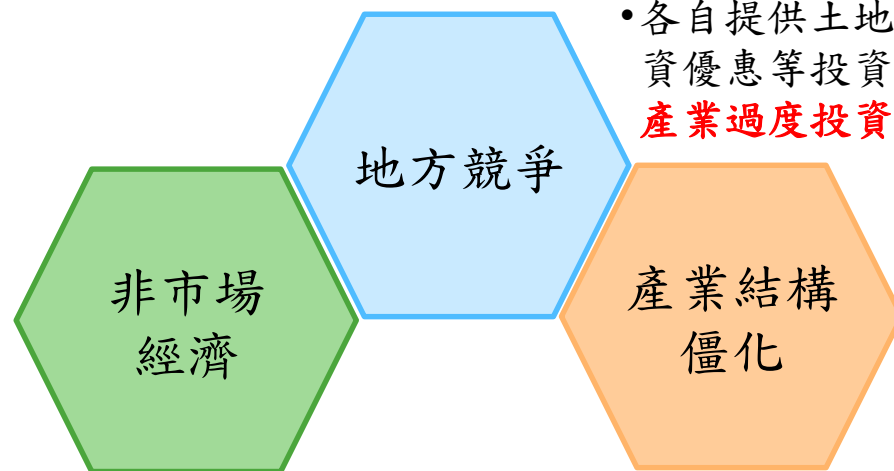 •各自提供土地
資優惠等投資
產業過度投資
地方競爭
非市場
經濟
產業結構
僵化